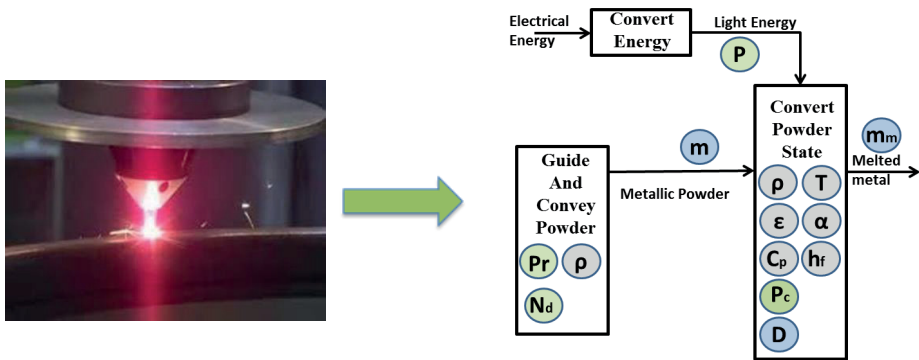 Electrical
Energy
Convert
Energy
Light Energy
P
Guide
And
Convey
Powder
Pr ρ
Nd
m
Metallic Powder
Convert
Powder
State
ρ T
ε α
Cp hf
Pc
D
mm
Melted
metal